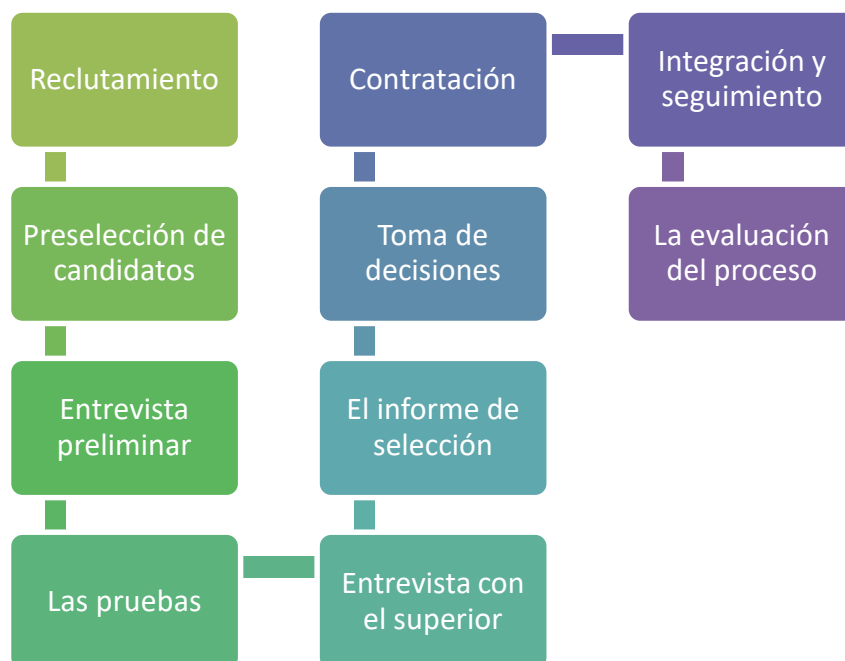 Reclutamiento
Preselección de
candidatos
Entrevista
preliminar
Las pruebas
Entrevista con
el superior
El informe de
selección
Toma de
decisiones
Contratación
Integración y
seguimiento
La evaluación
del proceso